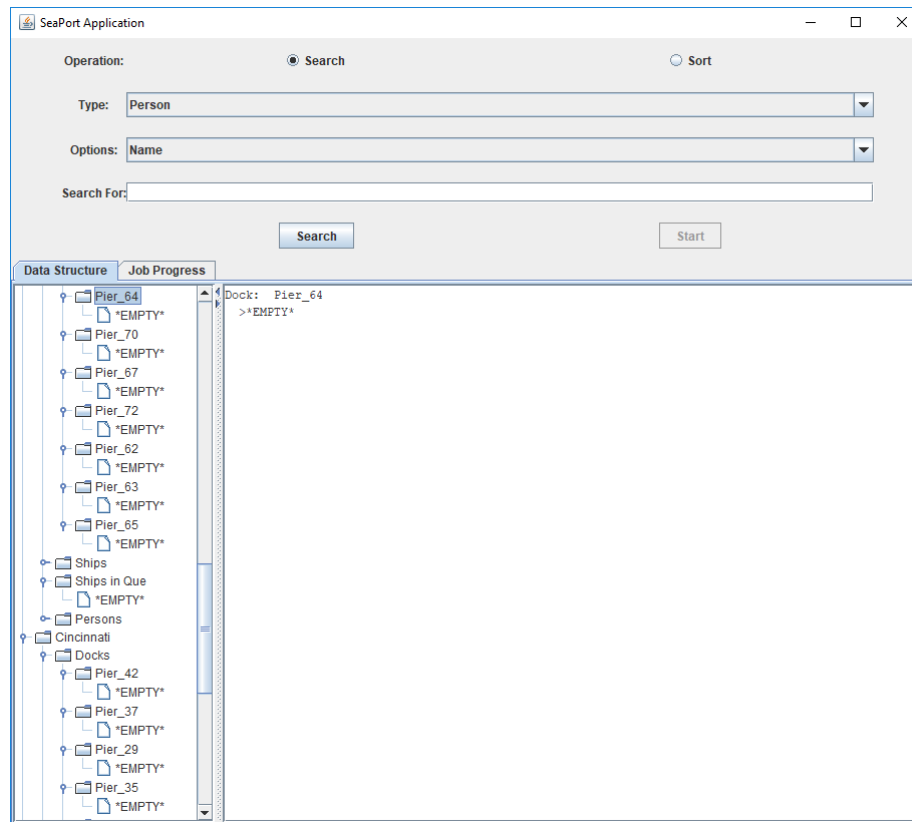 SeaPort Application
Operation: Search Sort
Type: Person
Options: Name
Search For:
Search Start
Data Structure Job Progress
Pier_64
*EMPTY*
Pier_70
*EMPTY*
Pier_67
*EMPTY*
Pier_72
*EMPTY*
Pier_62
*EMPTY*
Pier_63
*EMPTY*
Pier_65
*EMPTY*
Ships
Ships in Que
*EMPTY*
Persons
Cincinnati
Docks
Pier_42
*EMPTY*
Pier_37
*EMPTY*
Pier_29
*EMPTY*
Pier_35
*EMPTY*
Dock: Pier_64
>*EMPTY*